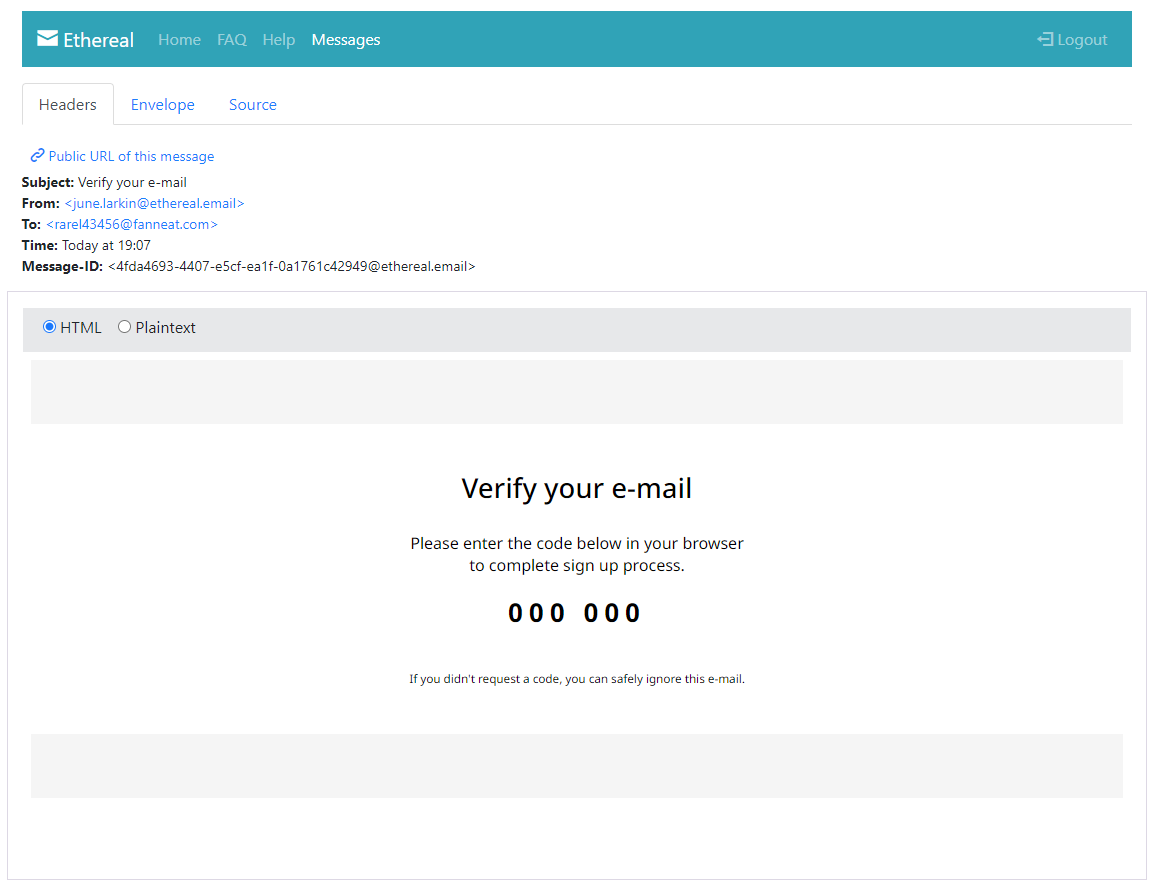 Ethereal Home FAQ Help Messages Logout
Headers Envelope Source
Public URL of this message
Subject: Verify your e-mail
From: <june.larkin@ethereal.email>
To: <rarel43456@fanneat.com>
Time: Today at 19:07
Message-ID: <4fda4693-4407-e5cf-ea1f-0a1761c42949@ethereal.email>
HTML Plaintext
Verify your e-mail
Please enter the code below in your browser
to complete sign up process.
000 000
If you didn't request a code, you can safely ignore this e-mail.